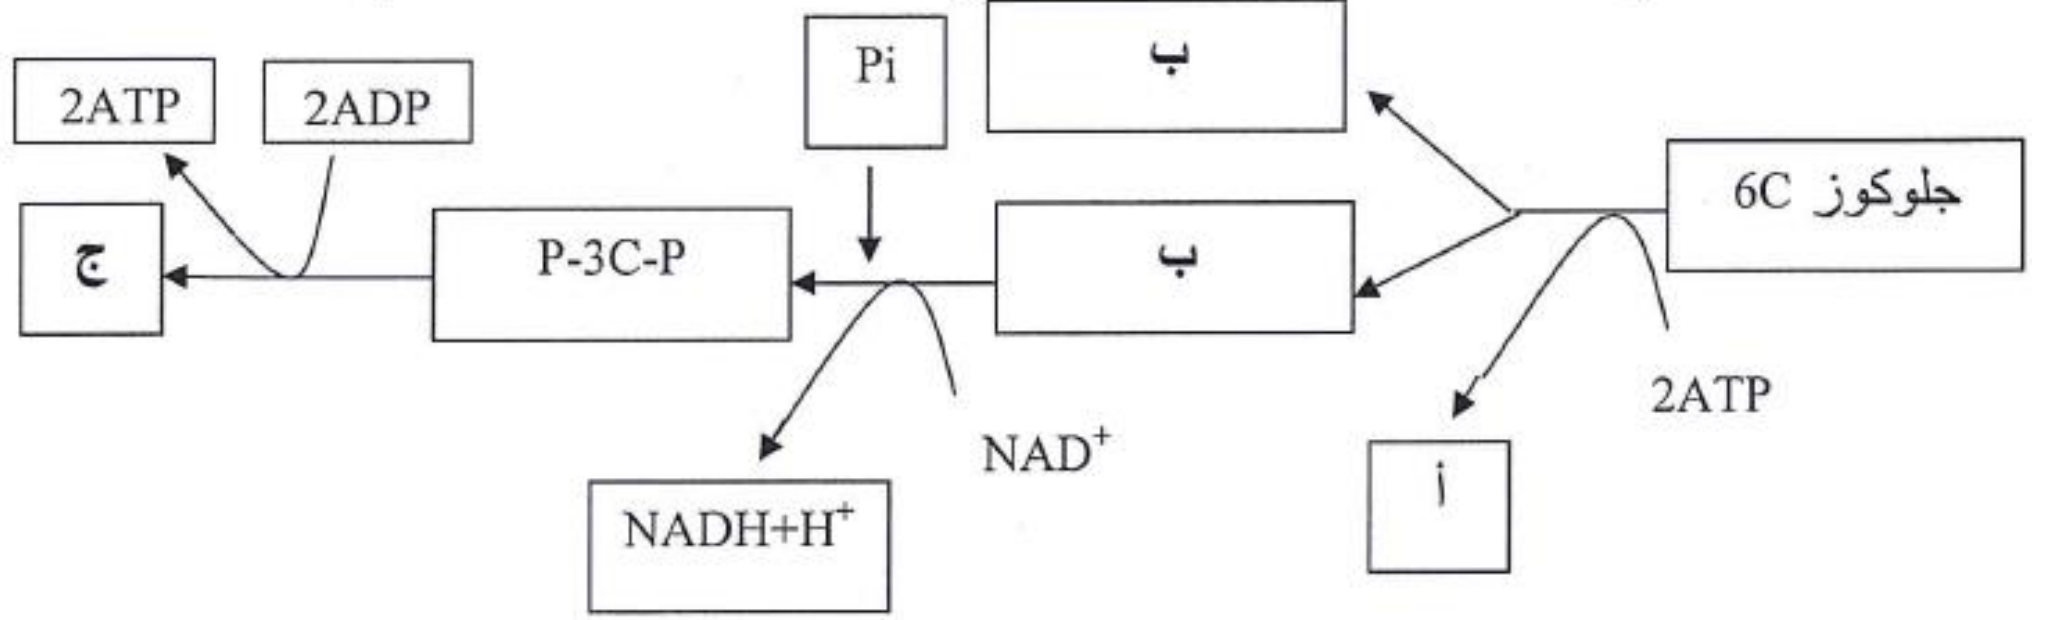 جلوكوز 6C
2ATP
أ
ب
ب
Pi
NAD⁺
NADH+H⁺
P-3C-P
2ADP
2ATP
ج